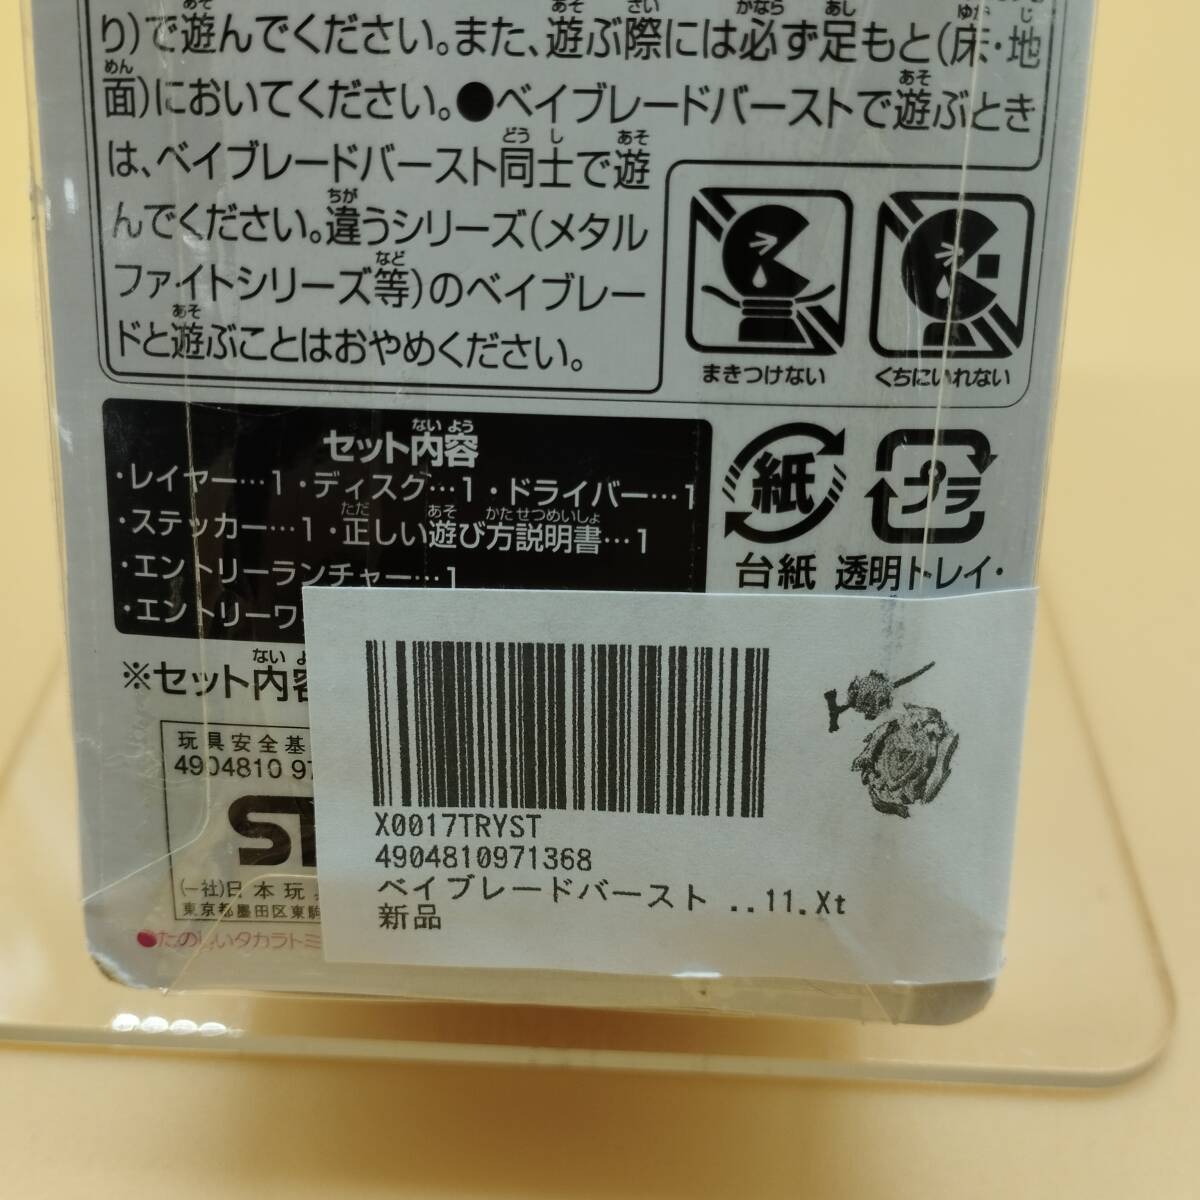 り)で遊んでください。また、遊ぶ際には必ず足もと(床・地
面)においてください。●ベイブレードバーストで遊ぶとき
は、ベイブレードバースト同士で遊
んでください。違うシリーズ(メタル
ファイトシリーズ等)のベイブレー
ドと遊ぶことはおやめください。
まきつけない
くちにいれない
セット内容
・レイヤー…1・ディスク…1・ドライバー…1
・ステッカー…1・正しい遊び方説明書…1
・エントリーランチャー…1
・エントリーワ
紙
プラ
台紙 透明トレイ・
※セット内容
玩具安全基
4904810 97
ST
(一社)日本玩
東京都墨田区東駒
●たのしいタカラトミ
X0017TRYST
4904810971368
ベイブレードバースト ..11.Xt
新品